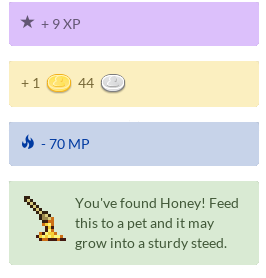 + 9 XP
+ 1 44
- 70 MP
You've found Honey! Feed
this to a pet and it may
grow into a sturdy steed.